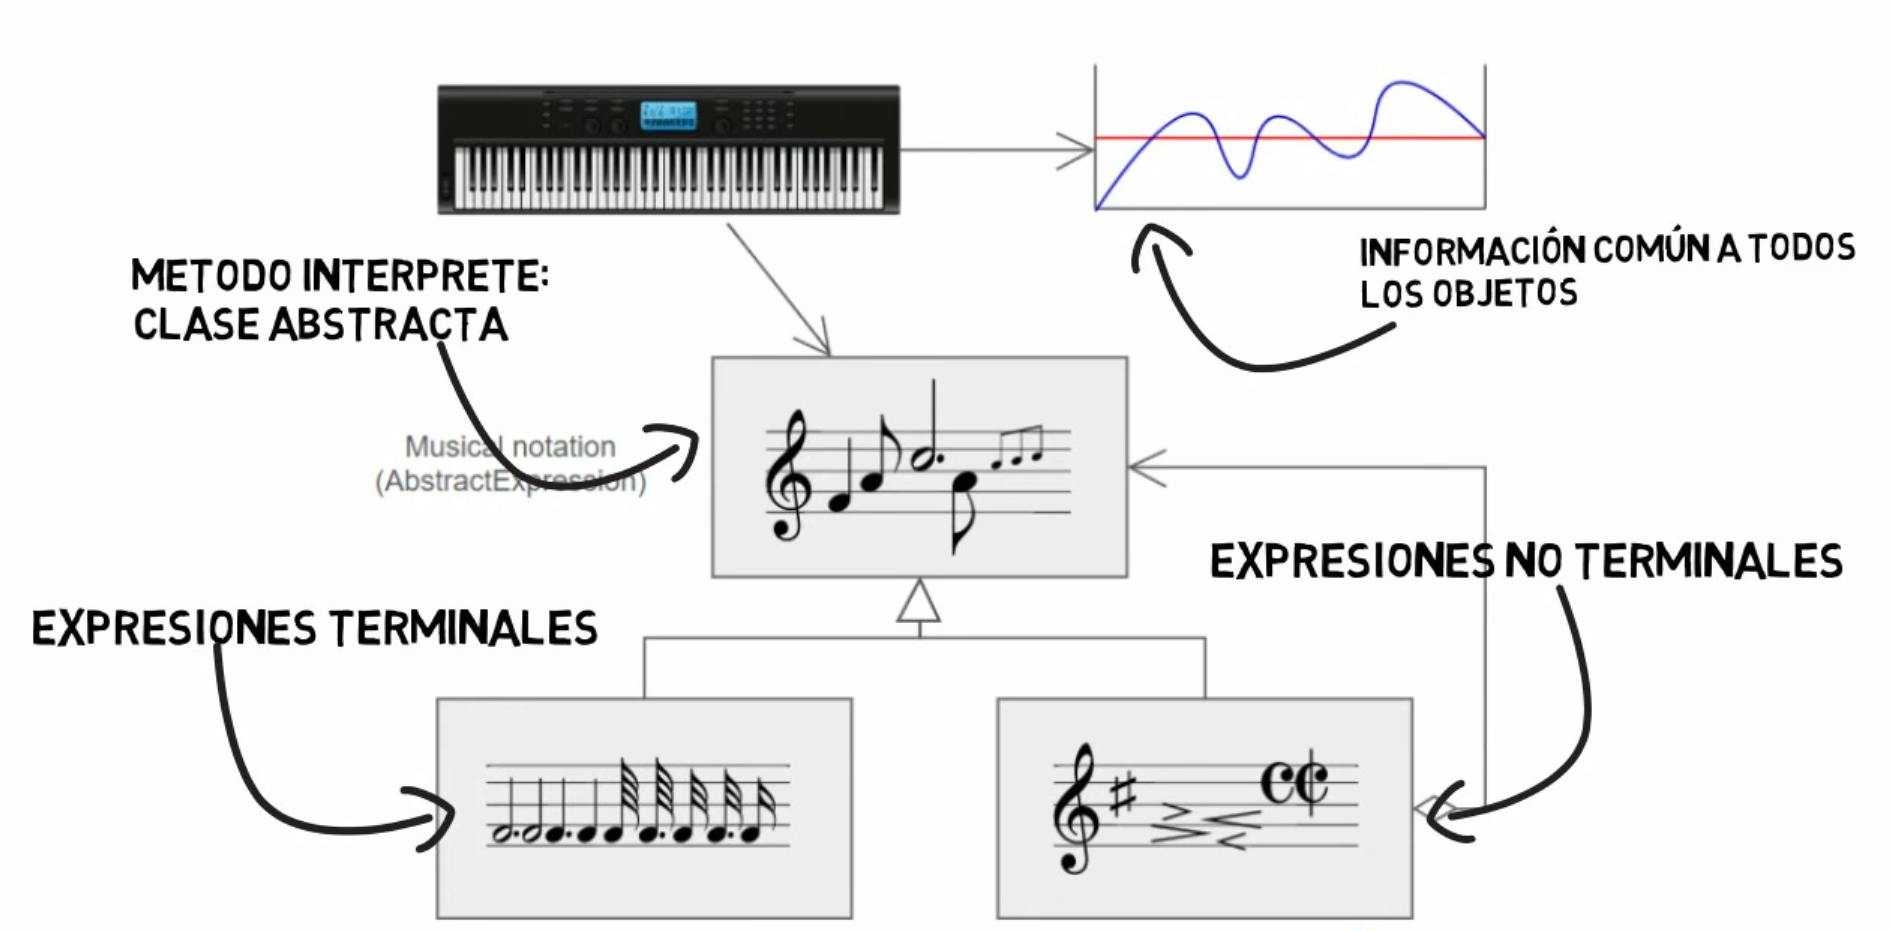 METODO INTERPRETE:
CLASE ABSTRACTA
INFORMACIÓN COMÚN A TODOS
LOS OBJETOS
Musical notation
(AbstractExpression)
EXPRESIONES NO TERMINALES
EXPRESIONES TERMINALES